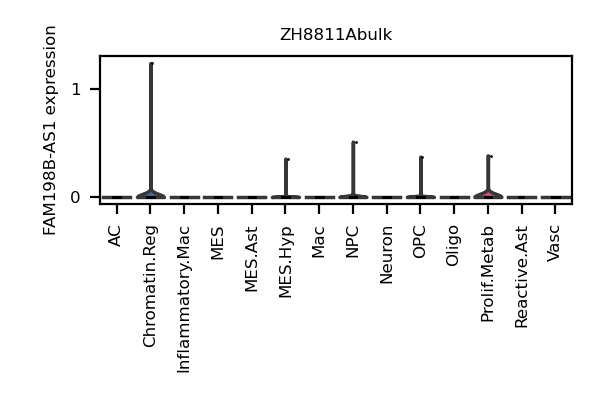 ZH8811Abulk
FAM198B-AS1 expression
1
0
AC
Chromatin.Reg
Inflammatory.Mac
MES
MES.Ast
MES.Hyp
Mac
NPC
Neuron
OPC
Oligo
Prolif.Metab
Reactive.Ast
Vasc